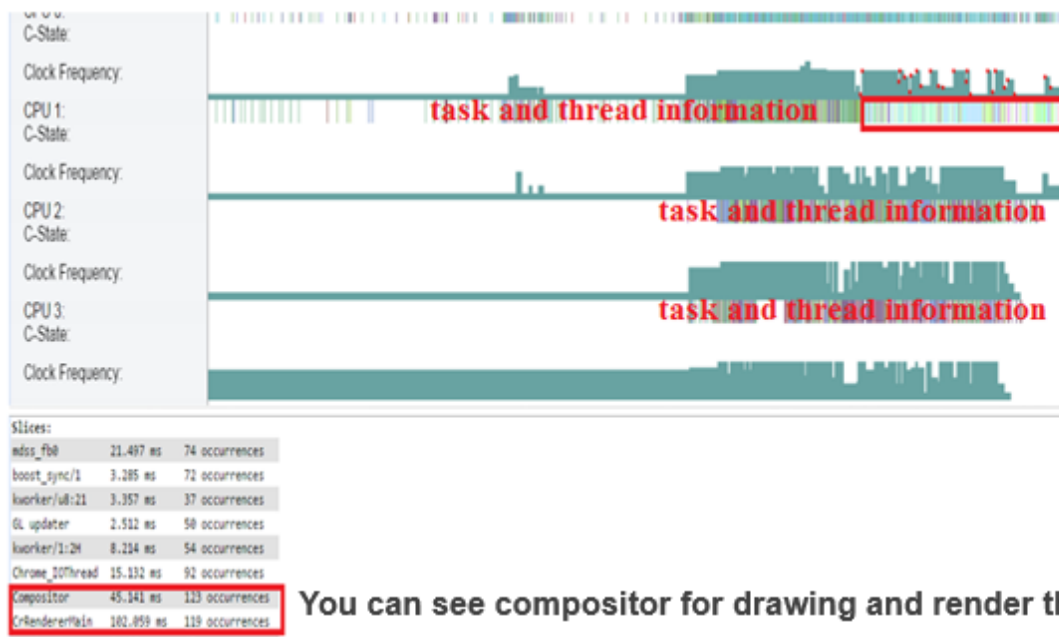 CPU 0:
C-State:
Clock Frequency:
CPU 1:
task and thread information
C-State:
Clock Frequency:
CPU 2:
task and thread information
C-State:
Clock Frequency:
CPU 3:
task and thread information
C-State:
Clock Frequency:
Slices:
mdss_fb0 21.497 ms 74 occurrences
boost_sync/1 3.285 ms 72 occurrences
kworker/u8:21 3.357 ms 37 occurrences
GL updater 2.512 ms 50 occurrences
kworker/1:2H 8.214 ms 54 occurrences
Chrome_IOThread 15.132 ms 92 occurrences
Compositor 45.141 ms 123 occurrences
CrRendererMain 102.059 ms 119 occurrences
You can see compositor for drawing and render th